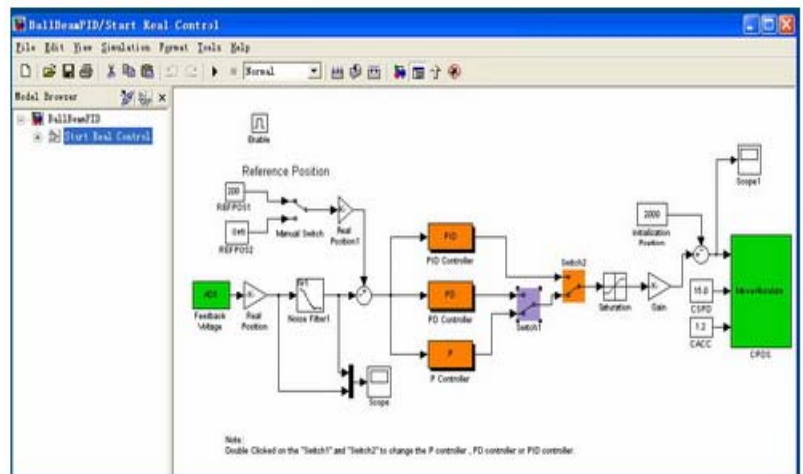 BallBeamPID/Start Real Control
File Edit View Simulation Format Tools Help
Normal
Model Browser
BallBeamPID
Start Real Control
Enable
Reference Position
200
REFPOS1
REFPOS2
Manual Switch
Real
Position1
Feedback
Voltage
Real
Position
Noise Filter1
Scope
PID
PID Controller
PD
PD Controller
P
P Controller
Switch1
Switch2
Saturation
Gain
2000
Initialization
Position
Scope1
15.0
CSPD
1.2
CACC
CPOS
Note :
Double Clicked on the "Switch1" and "Switch2" to change the P controller , PD controller or PID controller.